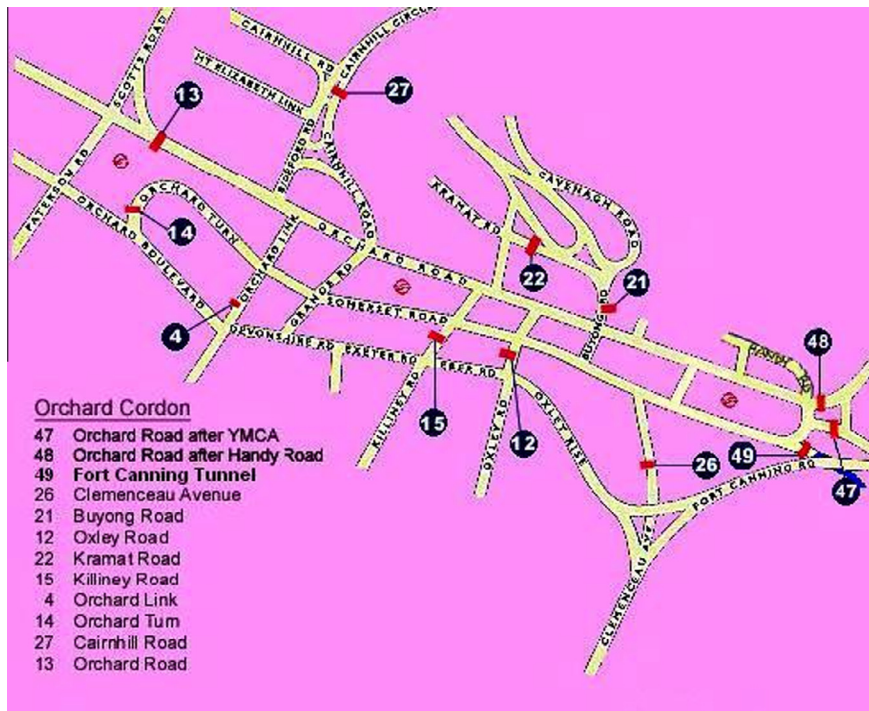 CAIRNHILL RD
CAIRNHILL CIRCLE
SCOTTS ROAD
MT ELIZABETH LINK
27
13
BIDEFORD RD
CAIRNHILL ROAD
PATERSON RD
ORCHARD TURN
ORCHARD BOULEVARD
14
ORCHARD LINK
ORCHARD ROAD
KRAMAT RD
CAVENAGH ROAD
22
21
GRANGE RD
SOMERSET ROAD
BUYONG RD
4
DEVONSHIRE RD
EXETER RD
EBER RD
HANDY RD
48
KILLINEY RD
15
OXLEY RD
12
OXLEY RISE
26
49
47
FORT CANNING RD
CLEMENCEAU AVE
Orchard Cordon
47 Orchard Road after YMCA
48 Orchard Road after Handy Road
49 Fort Canning Tunnel
26 Clemenceau Avenue
21 Buyong Road
12 Oxley Road
22 Kramat Road
15 Killiney Road
4 Orchard Link
14 Orchard Turn
27 Cairnhill Road
13 Orchard Road